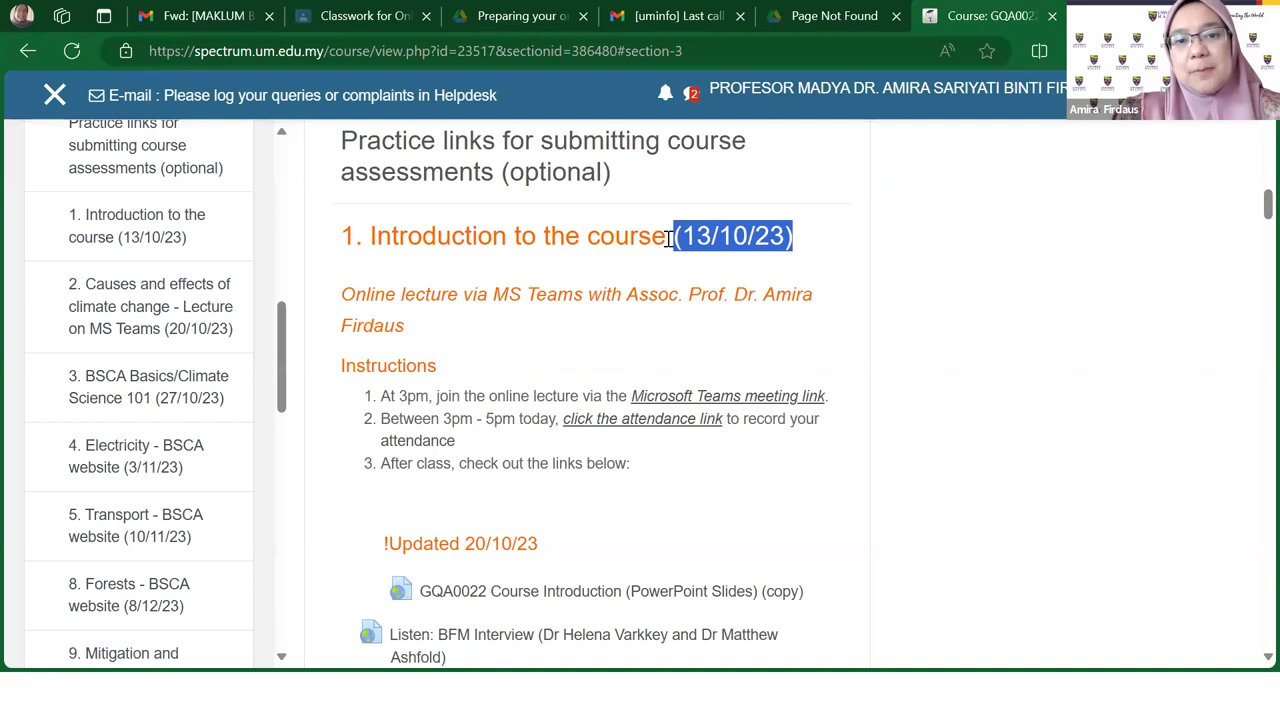 Fwd: [MAKLUM B
Classwork for Onl
Preparing your o
[uminfo] Last call
Page Not Found
Course: GQA0022
https://spectrum.um.edu.my/course/view.php?id=23517&sectionid=386480#section-3
E-mail : Please log your queries or complaints in Helpdesk
2
PROFESOR MADYA DR. AMIRA SARIYATI BINTI FIR
Amira Firdaus
Practice links for
submitting course
assessments (optional)
1. Introduction to the
course (13/10/23)
2. Causes and effects of
climate change - Lecture
on MS Teams (20/10/23)
3. BSCA Basics/Climate
Science 101 (27/10/23)
4. Electricity - BSCA
website (3/11/23)
5. Transport - BSCA
website (10/11/23)
8. Forests - BSCA
website (8/12/23)
9. Mitigation and
Practice links for submitting course
assessments (optional)
1. Introduction to the course (13/10/23)
Online lecture via MS Teams with Assoc. Prof. Dr. Amira
Firdaus
Instructions
1. At 3pm, join the online lecture via the Microsoft Teams meeting link.
2. Between 3pm - 5pm today, click the attendance link to record your
attendance
3. After class, check out the links below:
!Updated 20/10/23
GQA0022 Course Introduction (PowerPoint Slides) (copy)
Listen: BFM Interview (Dr Helena Varkkey and Dr Matthew
Ashfold)